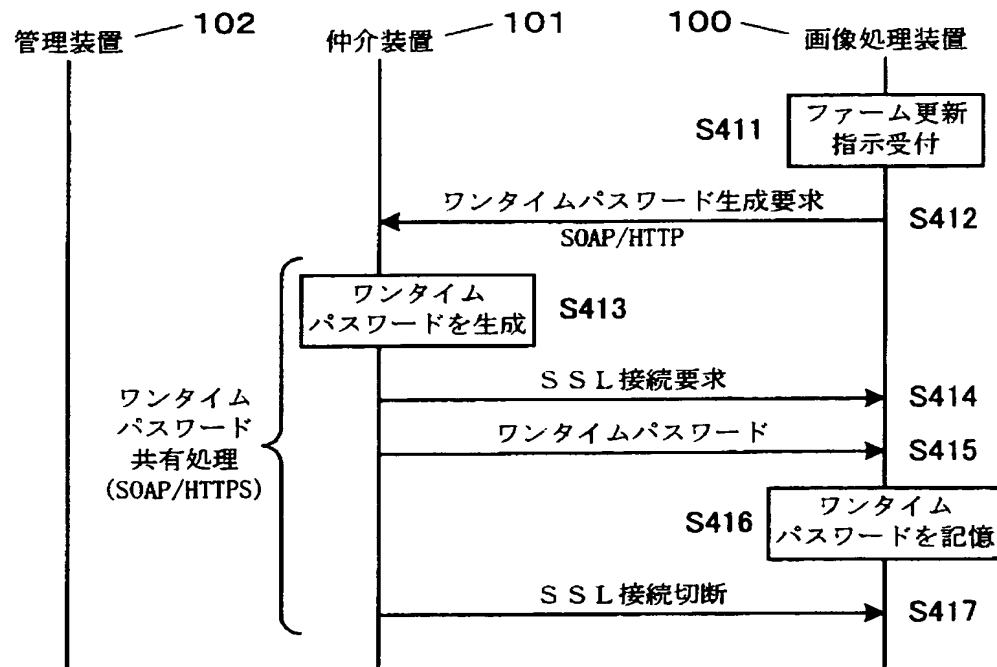 管理装置 102
仲介装置 101
100 画像処理装置
S411
ファーム更新
指示受付
ワンタイムパスワード生成要求
SOAP/HTTP
S412
ワンタイム
パスワードを生成
S413
ＳＳＬ接続要求
S414
ワンタイム
パスワード
共有処理
(SOAP/HTTPS)
ワンタイムパスワード
S415
S416
ワンタイム
パスワードを記憶
ＳＳＬ接続切断
S417